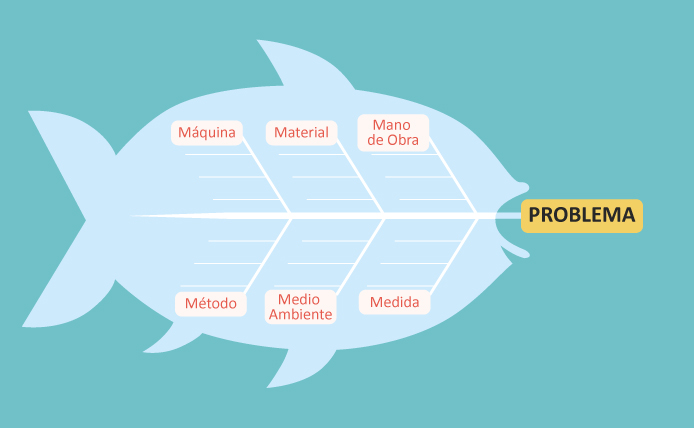 Máquina
Material
Mano
de Obra
PROBLEMA
Método
Medio
Ambiente
Medida